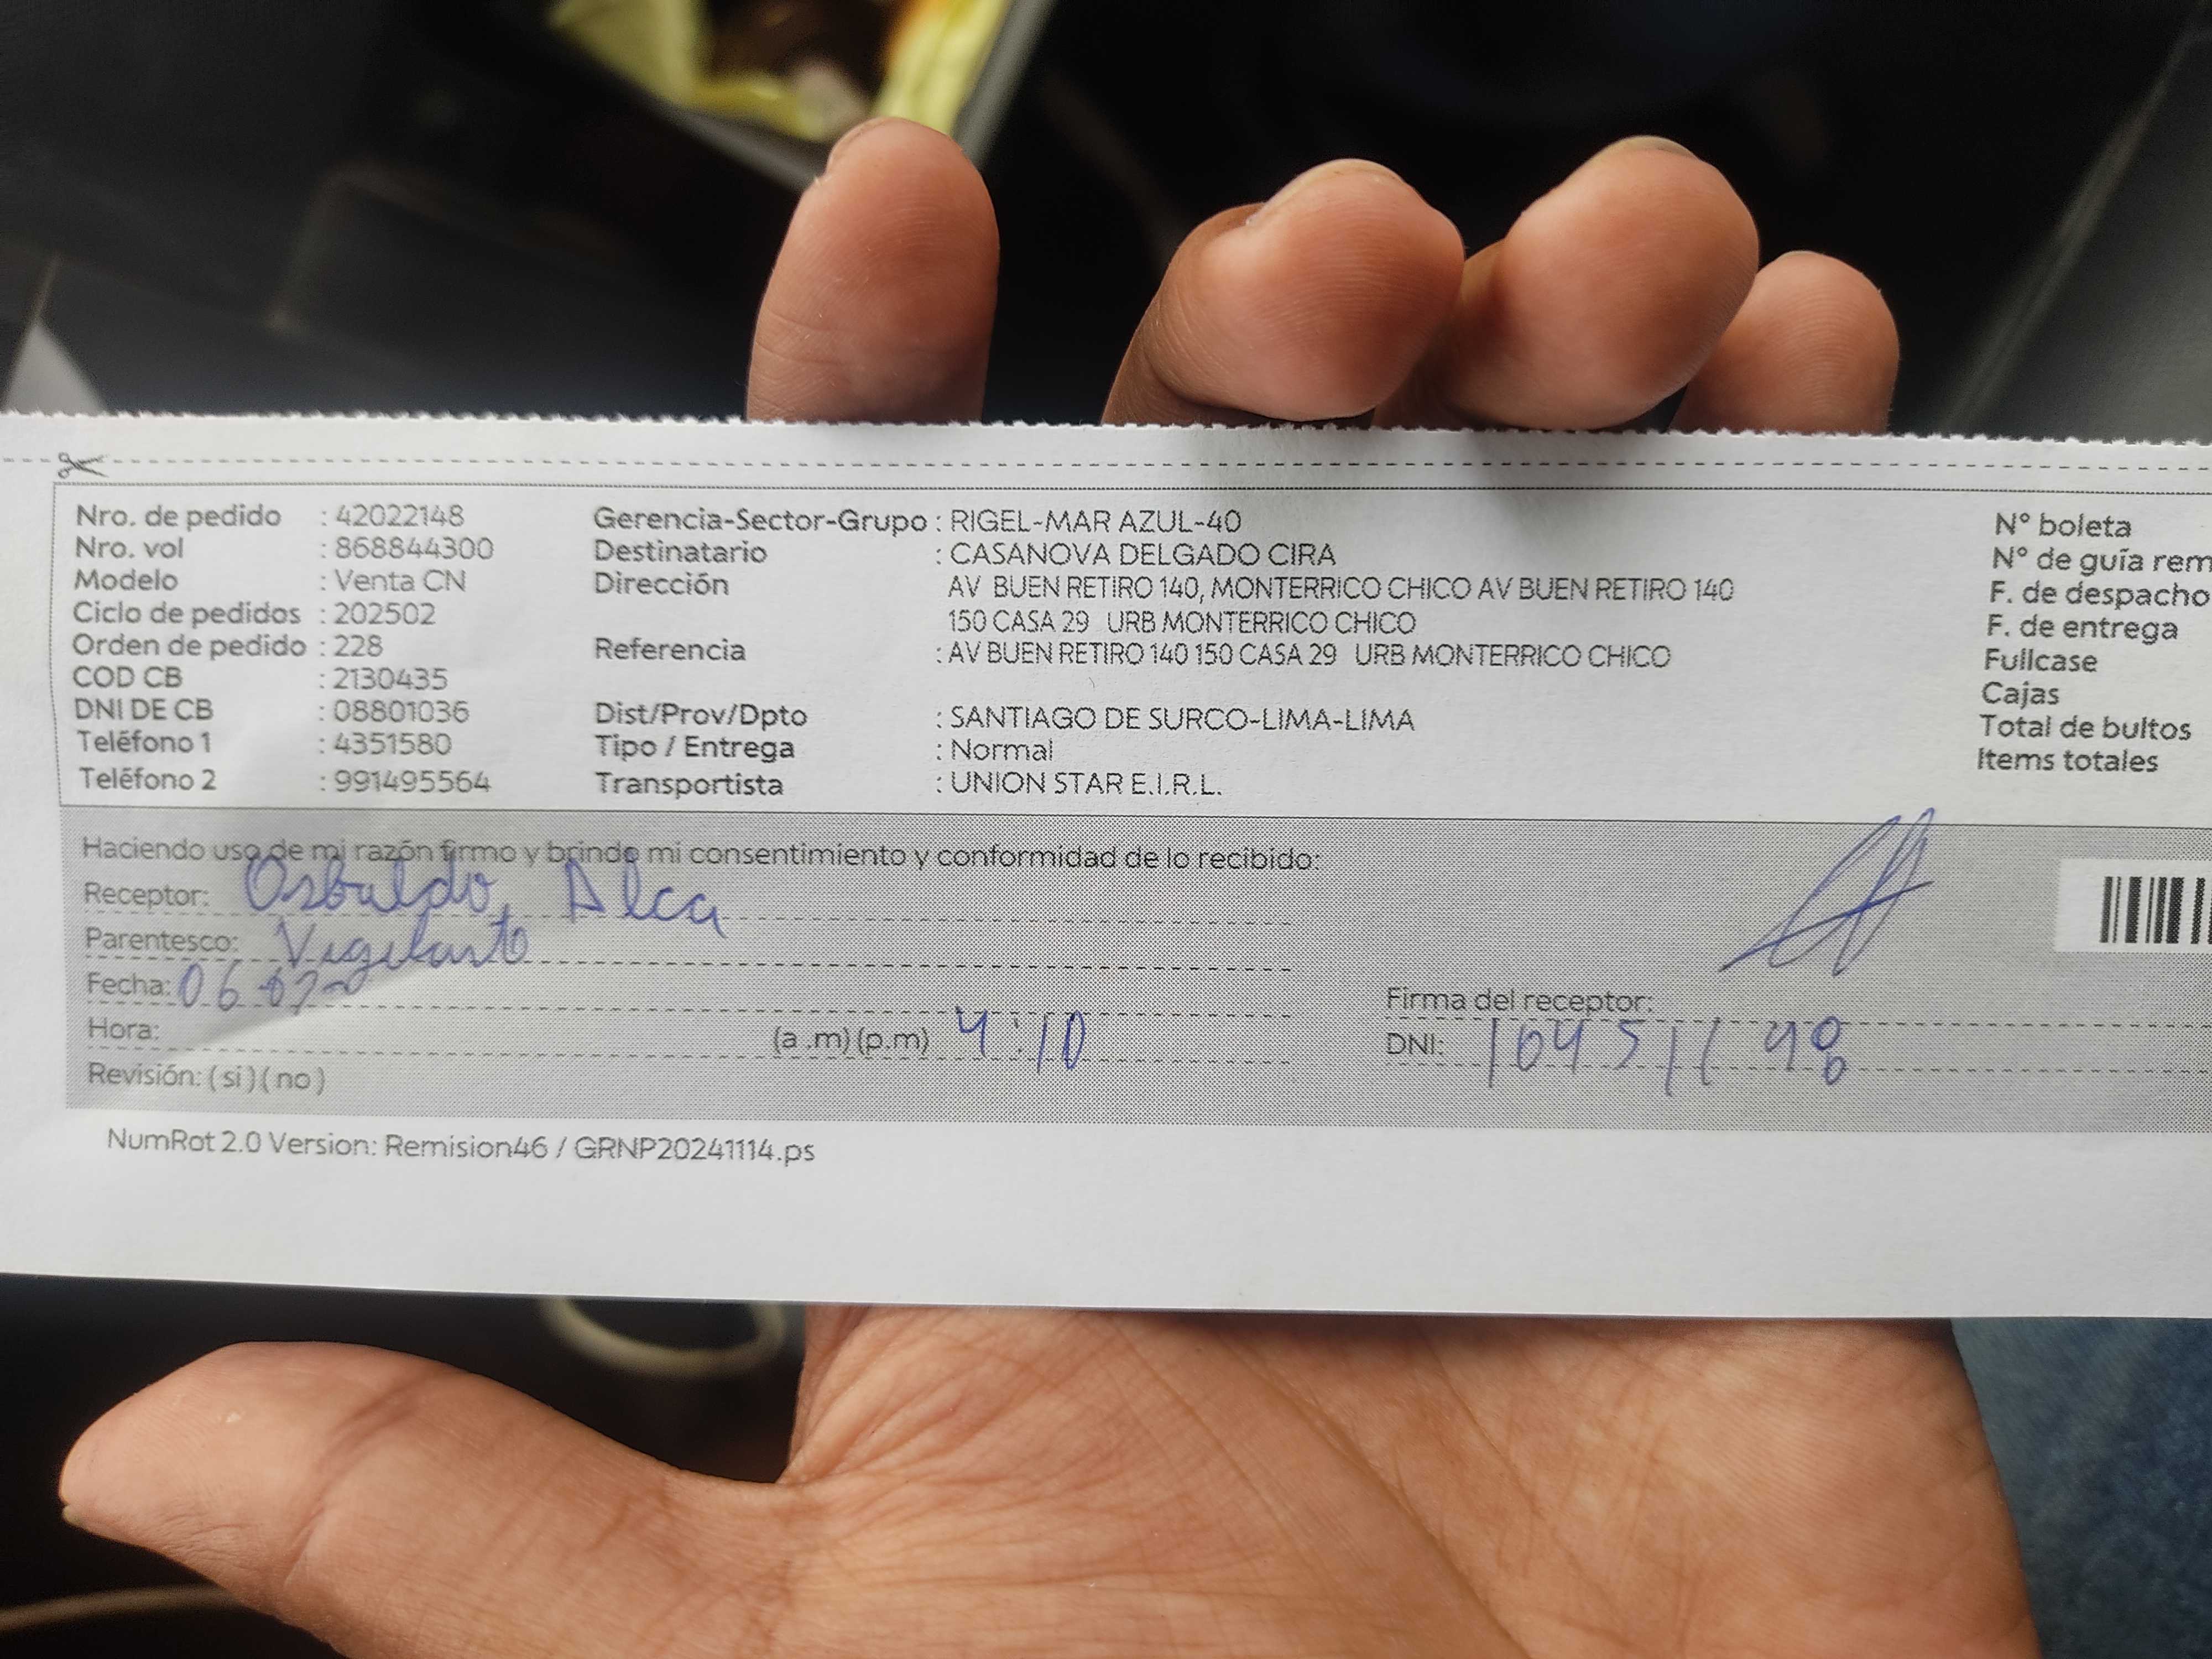 Nro. de pedido : 42022148 Gerencia-Sector-Grupo : RIGEL-MAR AZUL-40 N° boleta
Nro. vol : 868844300 Destinatario : CASANOVA DELGADO CIRA N° de guía rem
Modelo : Venta CN Dirección AV BUEN RETIRO 140, MONTERRICO CHICO AV BUEN RETIRO 140 F. de despacho
Ciclo de pedidos : 202502 150 CASA 29 URB MONTERRICO CHICO F. de entrega
Orden de pedido : 228 Referencia : AV BUEN RETIRO 140 150 CASA 29 URB MONTERRICO CHICO Fullcase
COD CB : 2130435 Cajas
DNI DE CB : 08801036 Dist/Prov/Dpto : SANTIAGO DE SURCO-LIMA-LIMA Total de bultos
Teléfono 1 : 4351580 Tipo / Entrega : Normal Items totales
Teléfono 2 : 991495564 Transportista : UNION STAR E.I.R.L.
Haciendo uso de mi razón firmo y brindo mi consentimiento y conformidad de lo recibido:
Receptor: Osbaldo Alca
Parentesco: Vigilante
Fecha: 06
Firma del receptor:
Hora: (a .m) (p.m) 4:10 DNI:
Revisión: ( si ) ( no )
NumRot 2.0 Version: Remision46 / GRNP20241114.ps